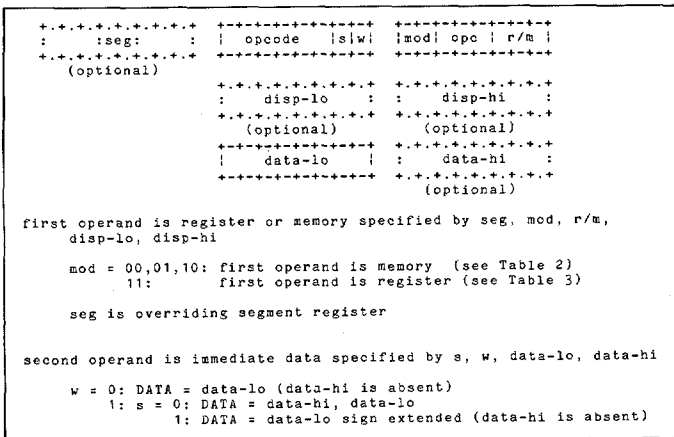 +.+.+.+.+.+.+.+.+ +-+-+-+-+-+-+-+-+ +-+-+-+-+-+-+-+-+
: :seg: : | opcode |s|w| |mod| opc | r/m |
+.+.+.+.+.+.+.+.+ +-+-+-+-+-+-+-+-+ +-+-+-+-+-+-+-+-+
(optional)
+.+.+.+.+.+.+.+.+ +.+.+.+.+.+.+.+.+
: disp-lo : : disp-hi :
+.+.+.+.+.+.+.+.+ +.+.+.+.+.+.+.+.+
(optional) (optional)
+-+-+-+-+-+-+-+-+ +.+.+.+.+.+.+.+.+
| data-lo | : data-hi :
+-+-+-+-+-+-+-+-+ +.+.+.+.+.+.+.+.+
(optional)
first operand is register or memory specified by seg, mod, r/m,
disp-lo, disp-hi
mod = 00,01,10: first operand is memory (see Table 2)
11: first operand is register (see Table 3)
seg is overriding segment register
second operand is immediate data specified by s, w, data-lo, data-hi
w = 0: DATA = data-lo (data-hi is absent)
1: s = 0: DATA = data-hi, data-lo
1: DATA = data-lo sign extended (data-hi is absent)